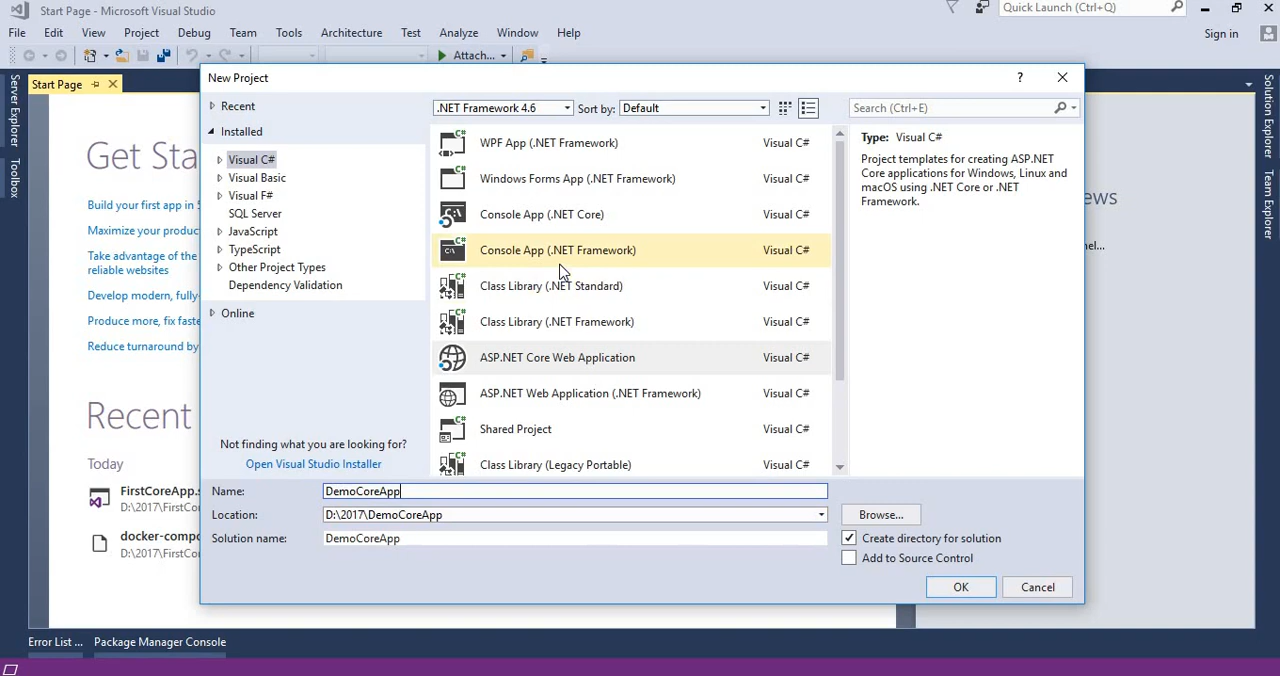 Start Page - Microsoft Visual Studio
Quick Launch (Ctrl+Q)
File Edit View Project Debug Team Tools Architecture Test Analyze Window Help
Sign in
Attach...
Start Page
Server Explorer
Toolbox
Solution Explorer
Team Explorer
Get Sta
Build your first app in 5
Maximize your produc
Take advantage of the
reliable websites
Develop modern, fully-
Produce more, fix faste
Reduce turnaround by
Recent
Today
FirstCoreApp.s
D:\2017\FirstC
docker-compo
D:\2017\FirstC
ews
nel...
New Project
?
Recent
Installed
Visual C#
Visual Basic
Visual F#
SQL Server
JavaScript
TypeScript
Other Project Types
Dependency Validation
Online
Not finding what you are looking for?
Open Visual Studio Installer
.NET Framework 4.6 Sort by: Default
Search (Ctrl+E)
WPF App (.NET Framework) Visual C#
Windows Forms App (.NET Framework) Visual C#
Console App (.NET Core) Visual C#
Console App (.NET Framework) Visual C#
Class Library (.NET Standard) Visual C#
Class Library (.NET Framework) Visual C#
ASP.NET Core Web Application Visual C#
ASP.NET Web Application (.NET Framework) Visual C#
Shared Project Visual C#
Class Library (Legacy Portable) Visual C#
Type: Visual C#
Project templates for creating ASP.NET
Core applications for Windows, Linux and
macOS using .NET Core or .NET
Framework.
Name: DemoCoreApp
Location: D:\2017\DemoCoreApp
Browse...
Solution name: DemoCoreApp
Create directory for solution
Add to Source Control
OK Cancel
Error List ... Package Manager Console